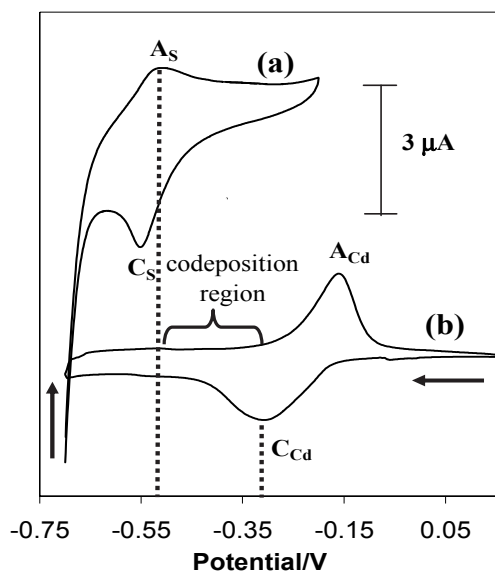 A_S
(a)
3 μA
C_S
codeposition
region
A_Cd
(b)
C_Cd
-0.75 -0.55 -0.35 -0.15 0.05
Potential/V